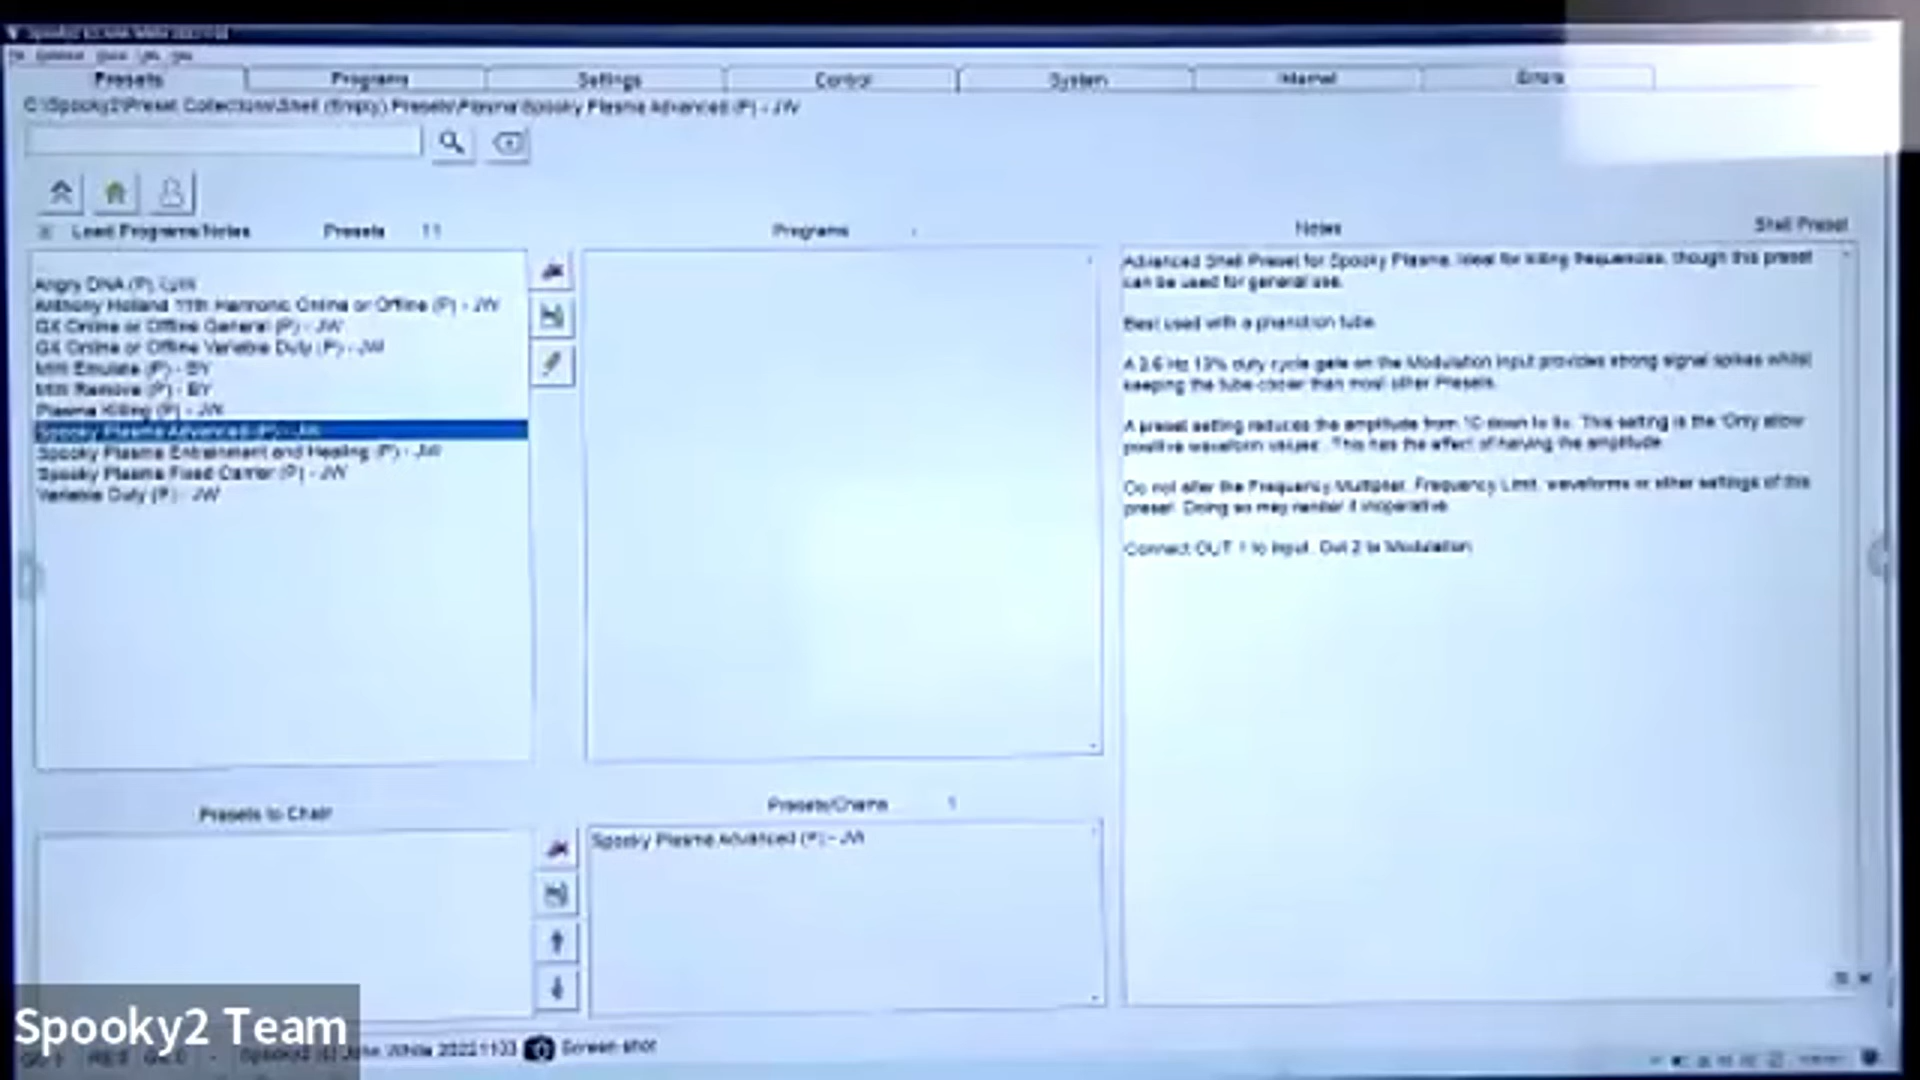 Presets Programs Settings Control System Internet Errors
C:\Spooky2\Preset Collections\Shell (Empty) Presets\Plasma\Spooky Plasma Advanced (P) - JW
Load Programs/Notes Presets 11 Programs Notes Shell Preset
Angry DNA (P)
Anthony Holland 11th Harmonic Online or Offline (P) - JW
GX Online or Offline General (P) - JW
GX Online or Offline Variable Duty (P) - JW
MW Emulate (P) - BY
MW Remove (P) - BY
Plasma Killing (P) - JW
Spooky Plasma Advanced (P) - JW
Spooky Plasma Entrainment and Healing (P) - JW
Spooky Plasma Fixed Carrier (P) - JW
Variable Duty (P) - JW
Advanced Shell Preset for Spooky Plasma. Ideal for killing frequencies, though this preset
can be used for general use.
Best used with a phanotron tube.
A 3.6 Hz 13% duty cycle gate on the Modulation input provides strong signal spikes whilst
keeping the tube cooler than most other Presets.
A preset setting reduces the amplitude from 10 down to 5v. This setting is the 'Only allow
positive waveform values'. This has the effect of halving the amplitude.
Do not alter the Frequency Multiplier, Frequency Limit, waveforms or other settings of this
preset. Doing so may render it inoperative.
Connect OUT 1 to Input. Out 2 to Modulation.
Presets to Chain Presets/Chains 1
Spooky Plasma Advanced (P) - JW
Spooky2 Team
Spooky2 (c) John White 20221103 Screen shot